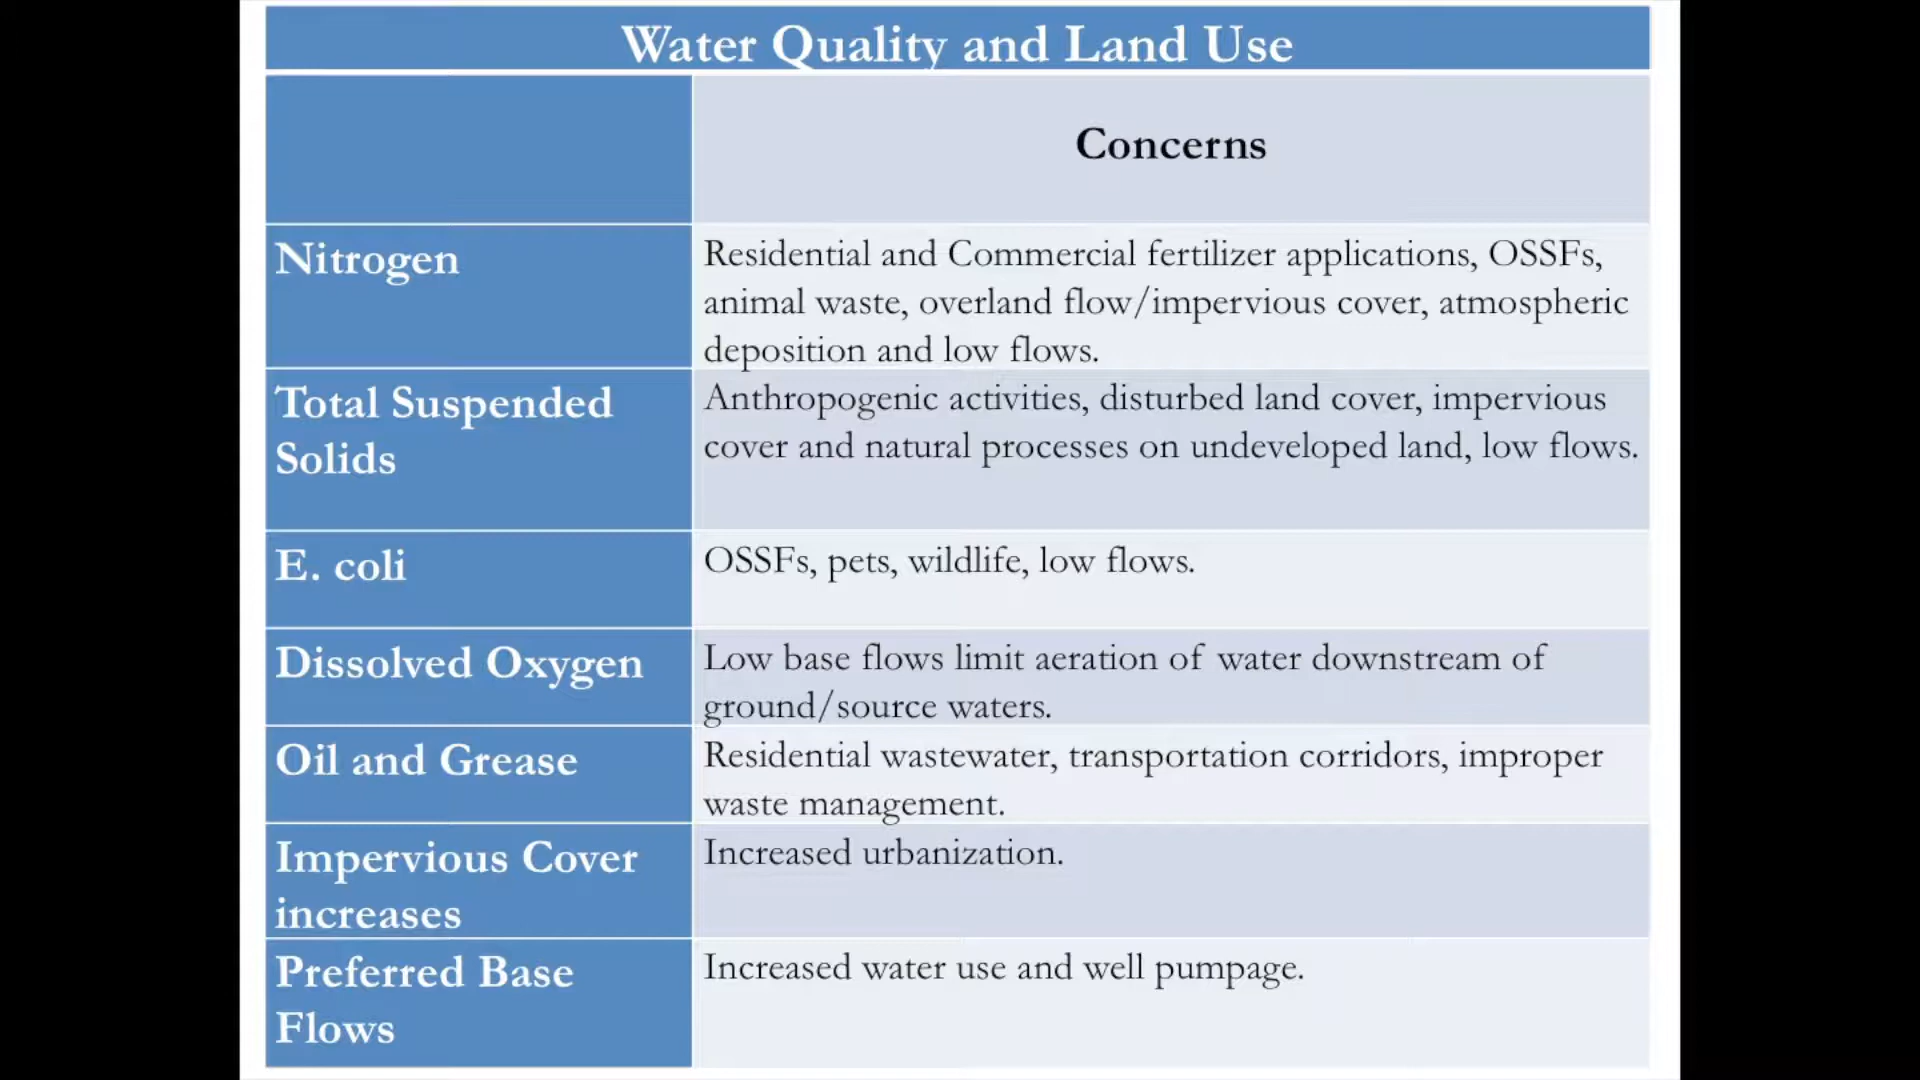 Water Quality and Land Use
Concerns
Nitrogen
Residential and Commercial fertilizer applications, OSSFs,
animal waste, overland flow/impervious cover, atmospheric
deposition and low flows.
Total Suspended
Solids
Anthropogenic activities, disturbed land cover, impervious
cover and natural processes on undeveloped land, low flows.
E. coli
OSSFs, pets, wildlife, low flows.
Dissolved Oxygen
Low base flows limit aeration of water downstream of
ground/source waters.
Oil and Grease
Residential wastewater, transportation corridors, improper
waste management.
Impervious Cover
increases
Increased urbanization.
Preferred Base
Flows
Increased water use and well pumpage.